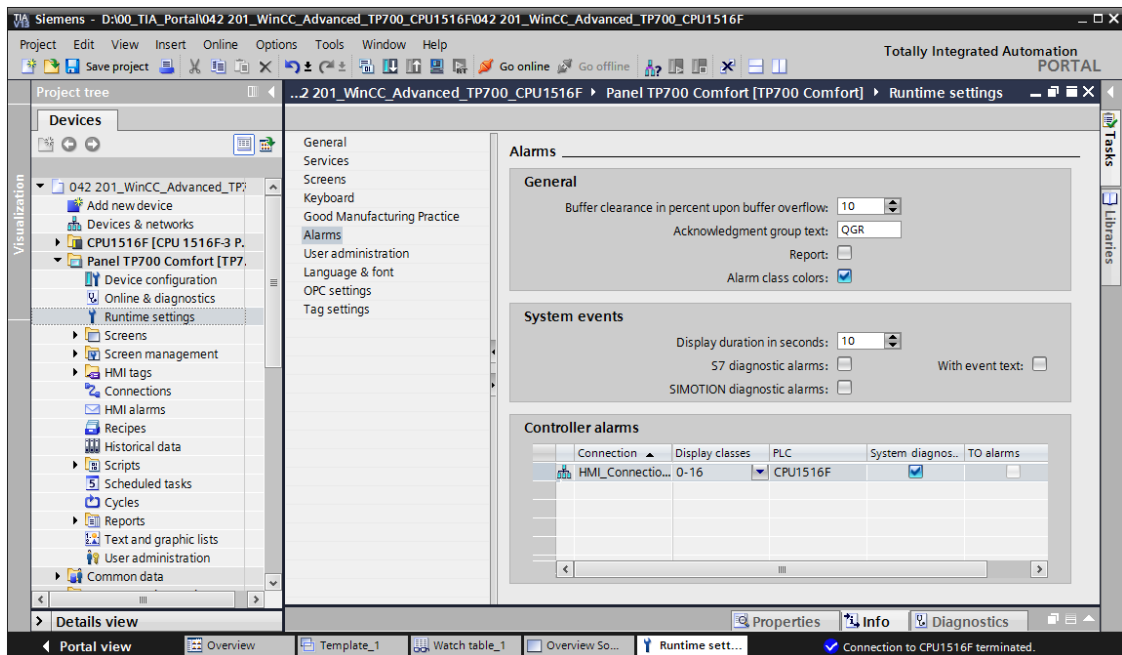 Siemens - D:\00_TIA_Portal\042 201_WinCC_Advanced_TP700_CPU1516F\042 201_WinCC_Advanced_TP700_CPU1516F
Project Edit View Insert Online Options Tools Window Help
Totally Integrated Automation
PORTAL
Save project Go online Go offline
Project tree
...2 201_WinCC_Advanced_TP700_CPU1516F Panel TP700 Comfort [TP700 Comfort] Runtime settings
Devices
Visualization
042 201_WinCC_Advanced_TP
Add new device
Devices & networks
CPU1516F [CPU 1516F-3 P.
Panel TP700 Comfort [TP7.
Device configuration
Online & diagnostics
Runtime settings
Screens
Screen management
HMI tags
Connections
HMI alarms
Recipes
Historical data
Scripts
Scheduled tasks
Cycles
Reports
Text and graphic lists
User administration
Common data
Details view
General
Services
Screens
Keyboard
Good Manufacturing Practice
Alarms
User administration
Language & font
OPC settings
Tag settings
Alarms
General
Buffer clearance in percent upon buffer overflow: 10
Acknowledgment group text: QGR
Report:
Alarm class colors:
System events
Display duration in seconds: 10
S7 diagnostic alarms: With event text:
SIMOTION diagnostic alarms:
Controller alarms
Connection Display classes PLC System diagnos.. TO alarms
HMI_Connectio... 0-16 CPU1516F
Tasks
Libraries
Properties Info Diagnostics
Portal view Overview Template_1 Watch table_1 Overview So... Runtime sett... Connection to CPU1516F terminated.